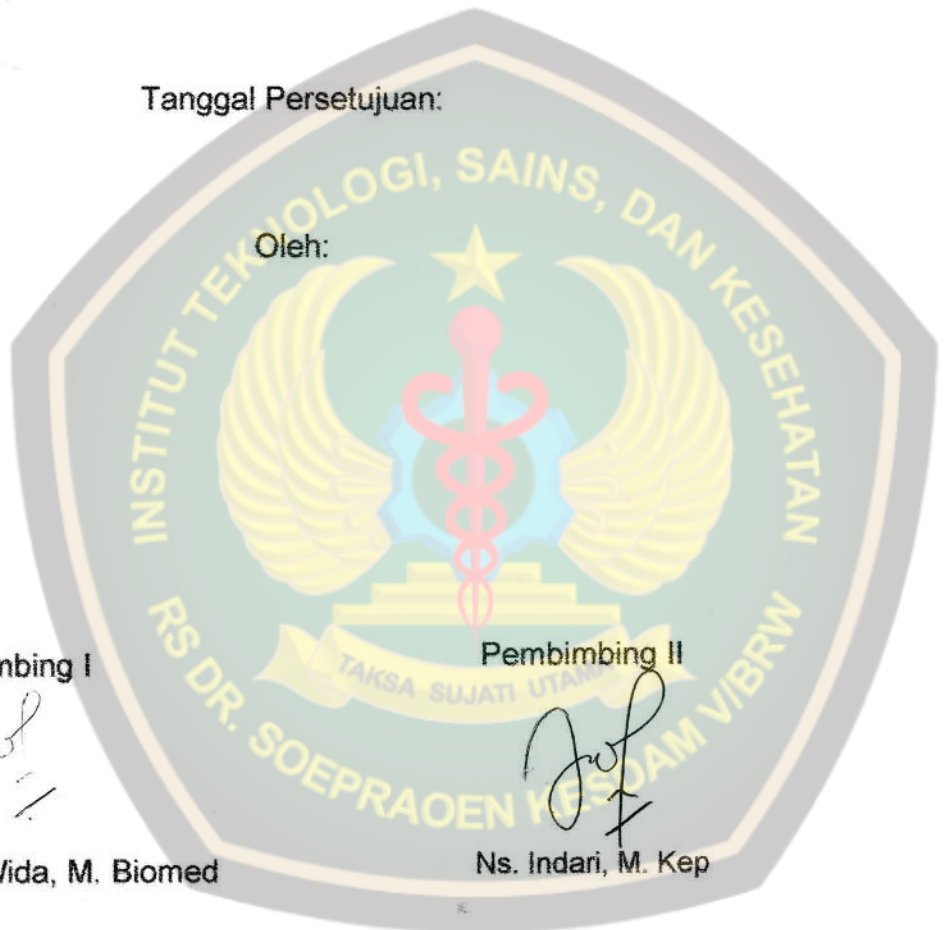 Tanggal Persetujuan:
INSTITUT TEKNOLOGI, SAINS, DAN KESEHATAN
Oleh:
mbing I
Pembimbing II
TAKSA SUJATI UTAMA
RS DR. SOEPRAOEN KESDAM V/BRW
Wida, M. Biomed
Ns. Indari, M. Kep